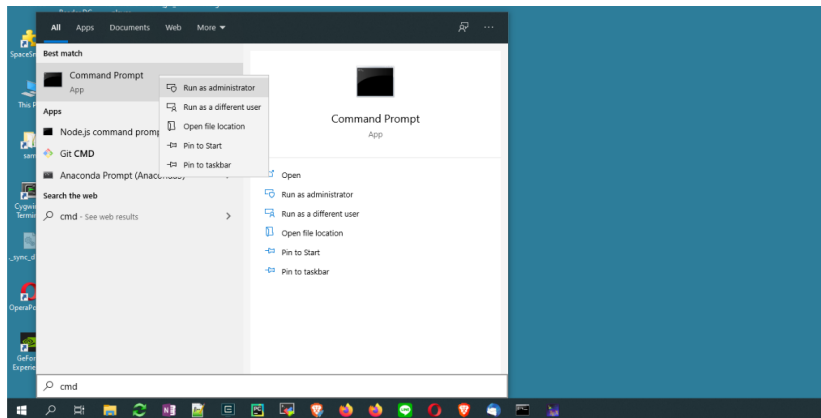 All Apps Documents Web More
Best match
Command Prompt
App
Run as administrator
Run as a different user
Open file location
Pin to Start
Pin to taskbar
Apps
Node.js command promp
Git CMD
Anaconda Prompt
Search the web
cmd - See web results
Command Prompt
App
Open
Run as administrator
Run as a different user
Open file location
Pin to Start
Pin to taskbar
cmd
This P
sam
Cygwi
Termi
_sync_d
OperaPo
GeFor
Experie